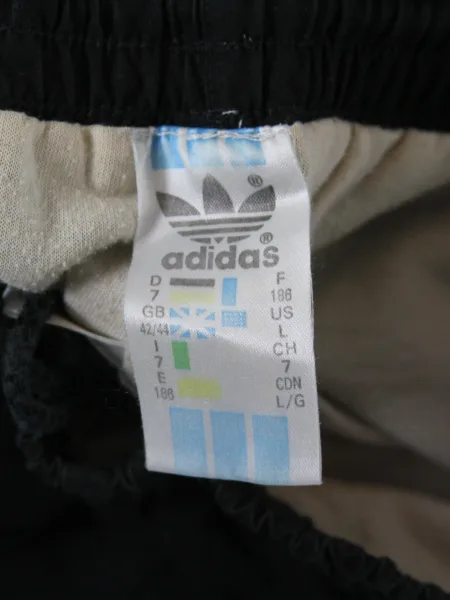 ®
adidas®
D F
7 186
GB US
42/44 L
I CH
7 7
E CDN
186 L/G